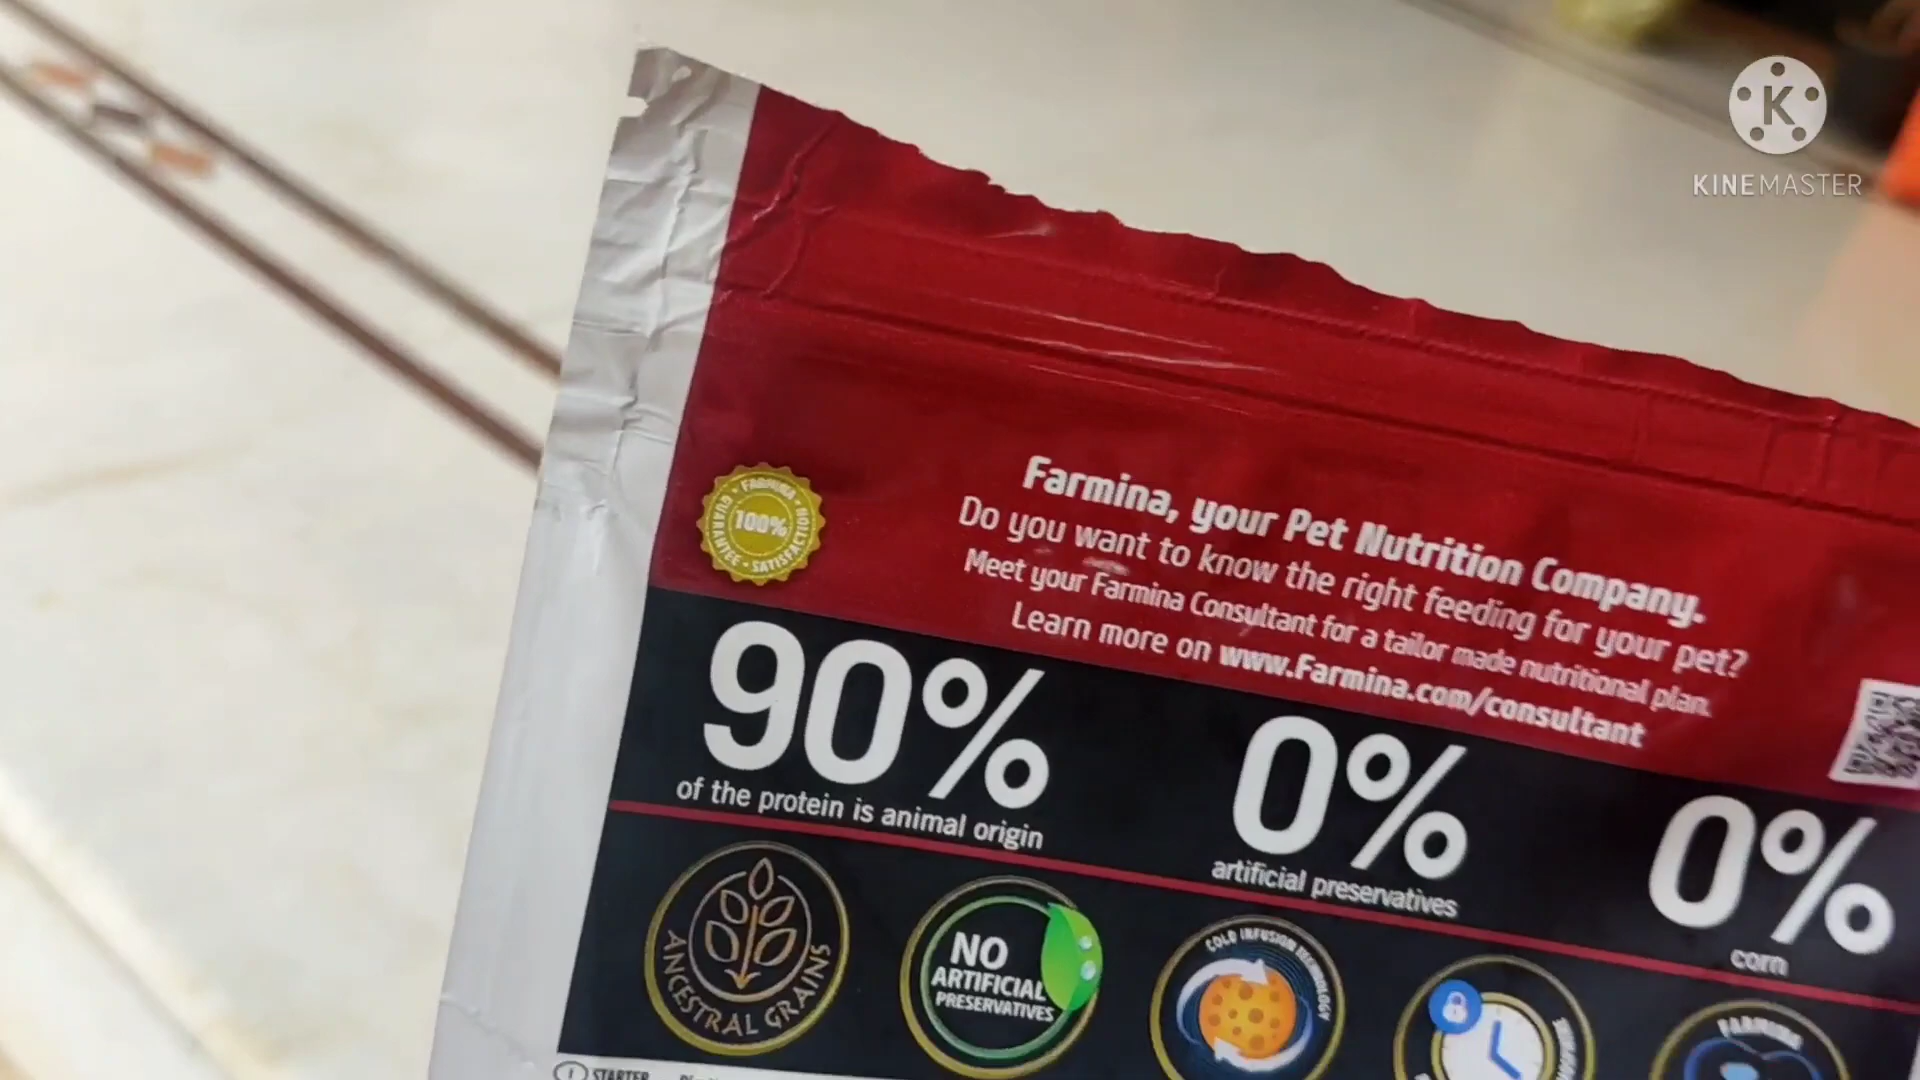 KINEMASTER
FARMINA
100%
GUARANTEE • SATISFACTION
Farmina, your Pet Nutrition Company.
Do you want to know the right feeding for your pet?
Meet your Farmina Consultant for a tailor made nutritional plan.
Learn more on www.Farmina.com/consultant
90%
of the protein is animal origin
0%
artificial preservatives
0%
corn
ANCESTRAL GRAINS
NO
ARTIFICIAL
PRESERVATIVES
COLD INFUSION TECHNOLOGY
FARMINA
STARTER